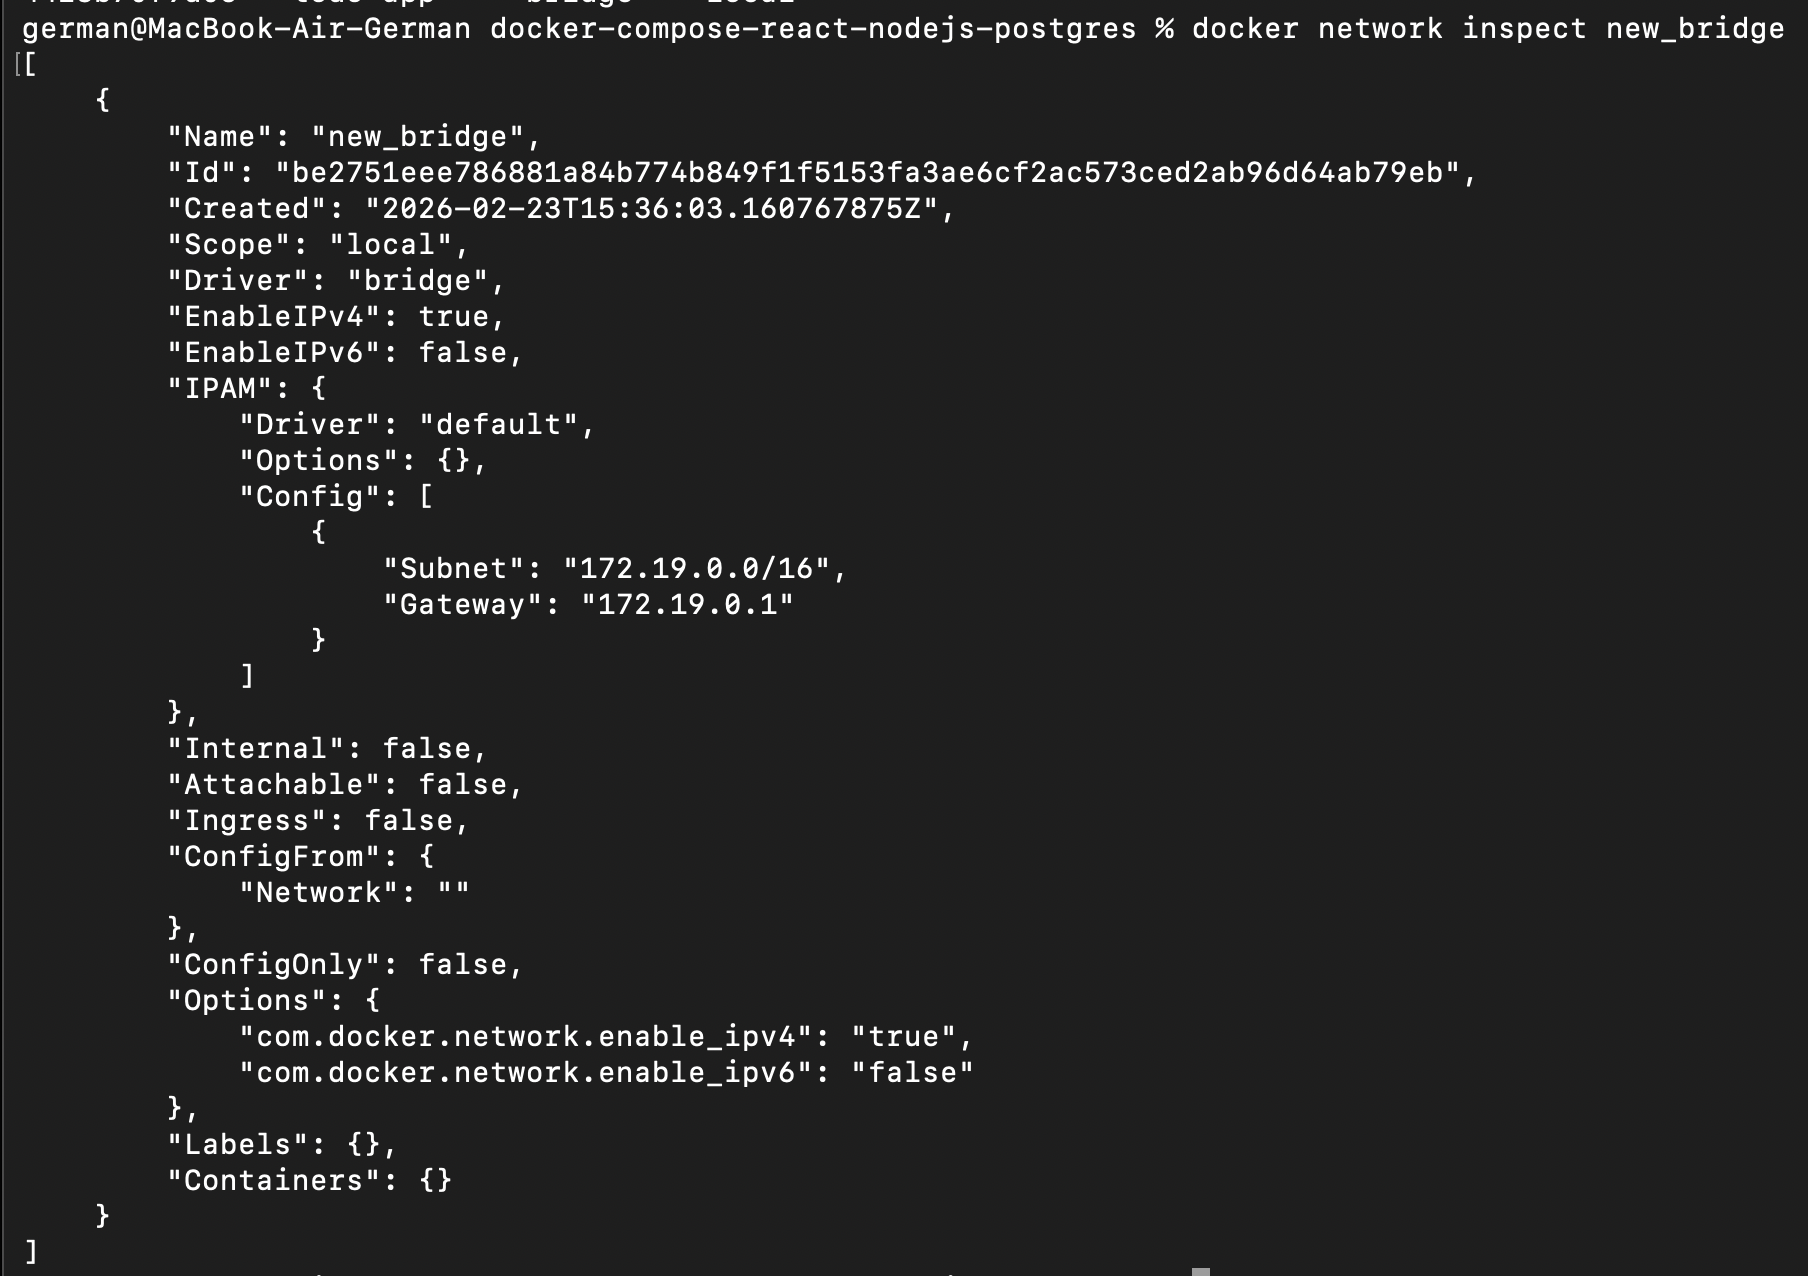 german@MacBook-Air-German docker-compose-react-nodejs-postgres % docker network inspect new_bridge
[[
    {
        "Name": "new_bridge",
        "Id": "be2751eee786881a84b774b849f1f5153fa3ae6cf2ac573ced2ab96d64ab79eb",
        "Created": "2026-02-23T15:36:03.160767875Z",
        "Scope": "local",
        "Driver": "bridge",
        "EnableIPv4": true,
        "EnableIPv6": false,
        "IPAM": {
            "Driver": "default",
            "Options": {},
            "Config": [
                {
                    "Subnet": "172.19.0.0/16",
                    "Gateway": "172.19.0.1"
                }
            ]
        },
        "Internal": false,
        "Attachable": false,
        "Ingress": false,
        "ConfigFrom": {
            "Network": ""
        },
        "ConfigOnly": false,
        "Options": {
            "com.docker.network.enable_ipv4": "true",
            "com.docker.network.enable_ipv6": "false"
        },
        "Labels": {},
        "Containers": {}
    }
]